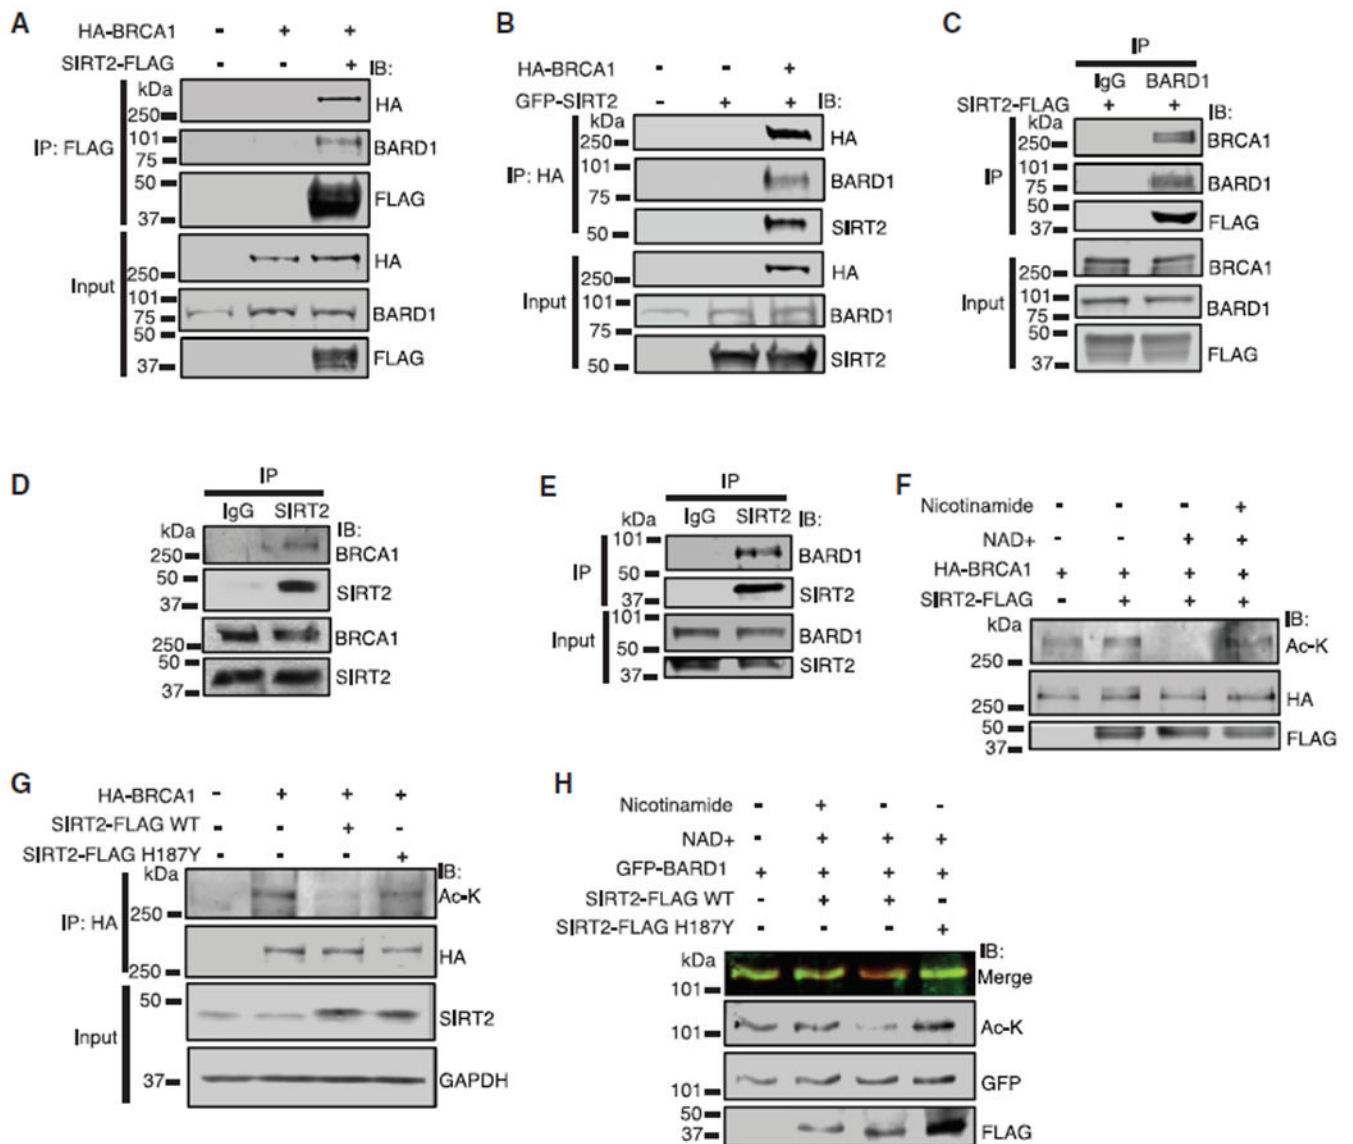 A
HA-BRCA1 - + +
SIRT2-FLAG - - + IB:
kDa
IP: FLAG
250 HA
101
75 BARD1
50
37 FLAG
Input
250 HA
101
75 BARD1
50
37 FLAG
B
HA-BRCA1 - - +
GFP-SIRT2 - + + IB:
kDa
IP: HA
250 HA
101
75 BARD1
50 SIRT2
Input
250 HA
101
75 BARD1
50 SIRT2
C
IP
IgG BARD1
SIRT2-FLAG + + IB:
kDa
IP
250 BRCA1
101
75 BARD1
50
37 FLAG
Input
250 BRCA1
101
75 BARD1
50
37 FLAG
D
IP
IgG SIRT2
kDa IB:
250 BRCA1
50
37 SIRT2
250 BRCA1
50
37 SIRT2
E
IP
kDa IgG SIRT2 IB:
IP
101 BARD1
50
37 SIRT2
Input
101 BARD1
50
37 SIRT2
F
Nicotinamide - - - +
NAD+ - - + +
HA-BRCA1 + + + +
SIRT2-FLAG - + + +
kDa IB:
250 Ac-K
250 HA
50
37 FLAG
G
HA-BRCA1 - + + +
SIRT2-FLAG WT - - + -
SIRT2-FLAG H187Y - - - +
kDa IB:
IP: HA
250 Ac-K
250 HA
Input
50 SIRT2
37 GAPDH
H
Nicotinamide - + - -
NAD+ - + + +
GFP-BARD1 + + + +
SIRT2-FLAG WT - + + -
SIRT2-FLAG H187Y - - - +
kDa IB:
101 Merge
101 Ac-K
101 GFP
50
37 FLAG